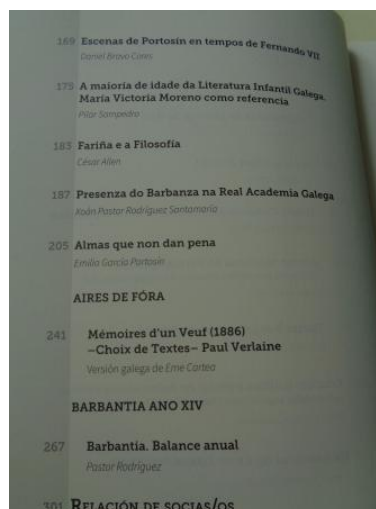 169 Escenas de Portosín en tempos de Fernando VII
Daniel Bravo Cores
175 A maioría de idade da Literatura Infantil Galega.
María Victoria Moreno como referencia
Pilar Sampedro
183 Fariña e a Filosofía
César Allen
187 Presenza do Barbanza na Real Academia Galega
Xoán Pastor Rodríguez Santamaría
205 Almas que non dan pena
Emilio García Portosín
AIRES DE FÓRA
241 Mémoires d'un Veuf (1886)
–Choix de Textes– Paul Verlaine
Versión galega de Eme Cartea
BARBANTIA ANO XIV
267 Barbantia. Balance anual
Pastor Rodríguez
301 RELACIÓN DE SOCIAS/OS